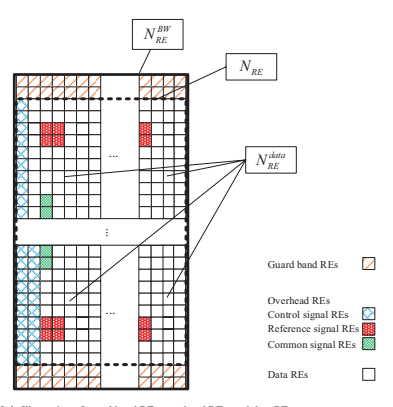 N_{RE}^{BW}
N_{RE}
...
N_{RE}^{data}
⋮
Guard band REs
...
Overhead REs
Control signal REs
Reference signal REs
Common signal REs
Data REs